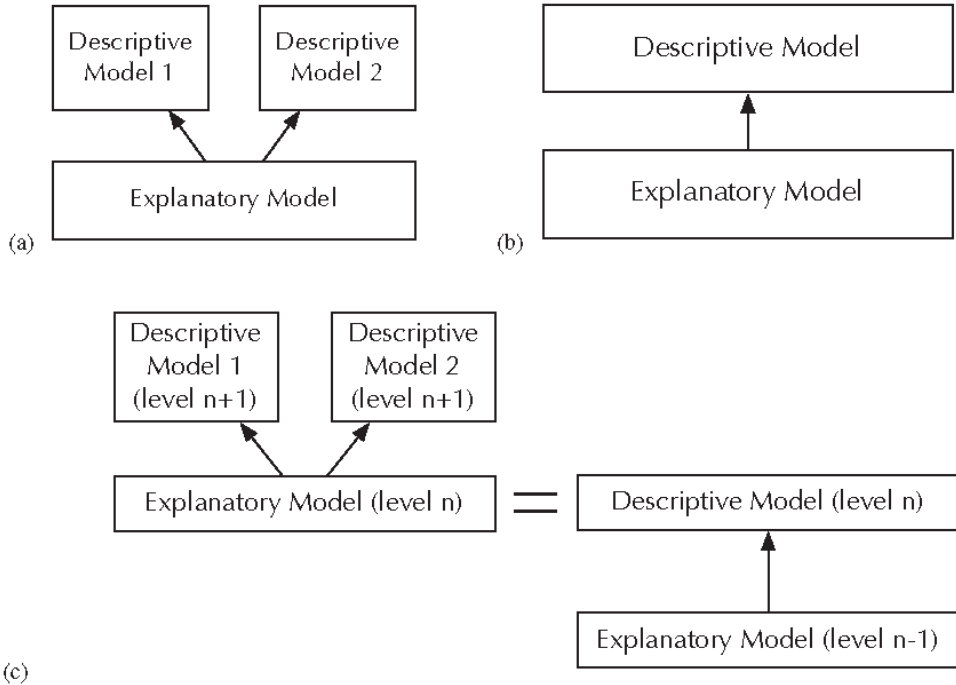 Descriptive
Model 1
Descriptive
Model 2
Explanatory Model
(a)
Descriptive Model
Explanatory Model
(b)
Descriptive
Model 1
(level n+1)
Descriptive
Model 2
(level n+1)
Explanatory Model (level n)
=
Descriptive Model (level n)
Explanatory Model (level n-1)
(c)